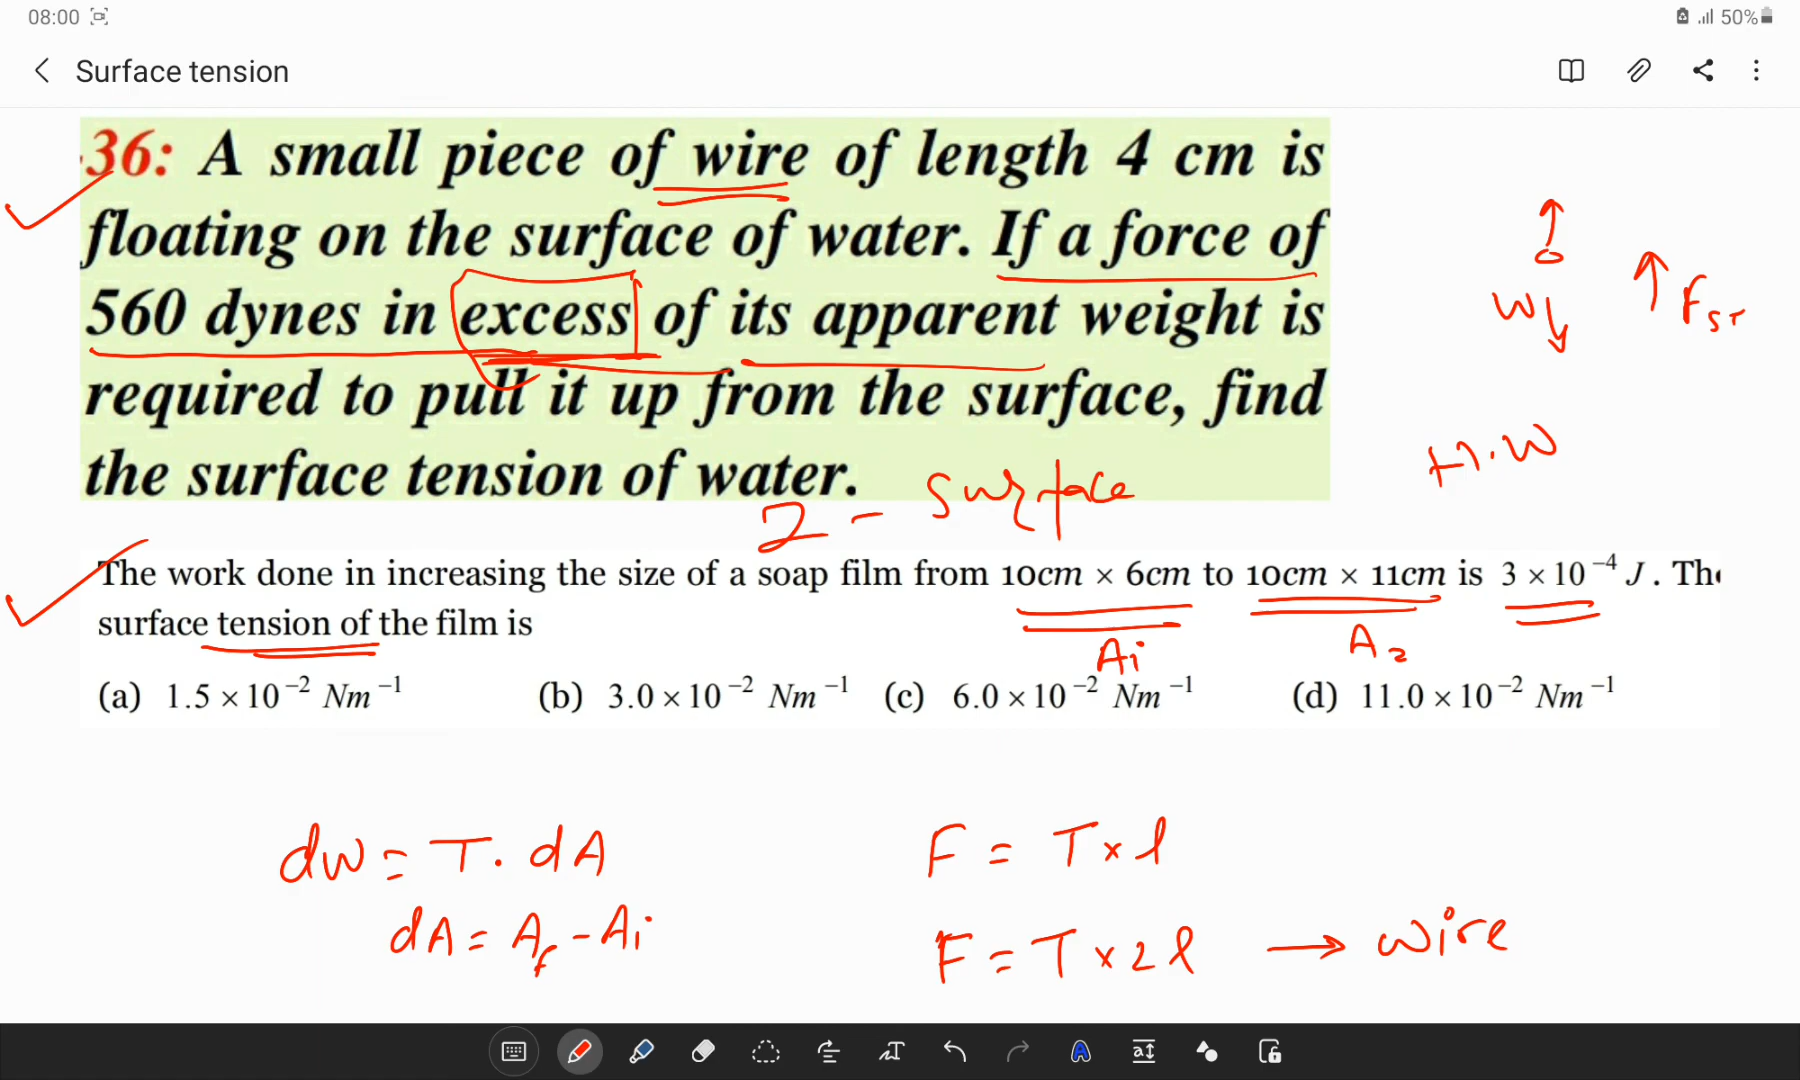 08:00
50%
Surface tension
36: A small piece of wire of length 4 cm is
floating on the surface of water. If a force of
560 dynes in excess of its apparent weight is
required to pull it up from the surface, find
the surface tension of water.
W
F ST
H.W
2 - surface
The work done in increasing the size of a soap film from 10cm × 6cm to 10cm × 11cm is 3 × 10⁻⁴ J. The
surface tension of the film is
Ai
A₂
(a) 1.5 × 10⁻² Nm⁻¹ (b) 3.0 × 10⁻² Nm⁻¹ (c) 6.0 × 10⁻² Nm⁻¹ (d) 11.0 × 10⁻² Nm⁻¹
dw = T. dA
F = T × l
dA = Af - Ai
F = T × 2l → wire